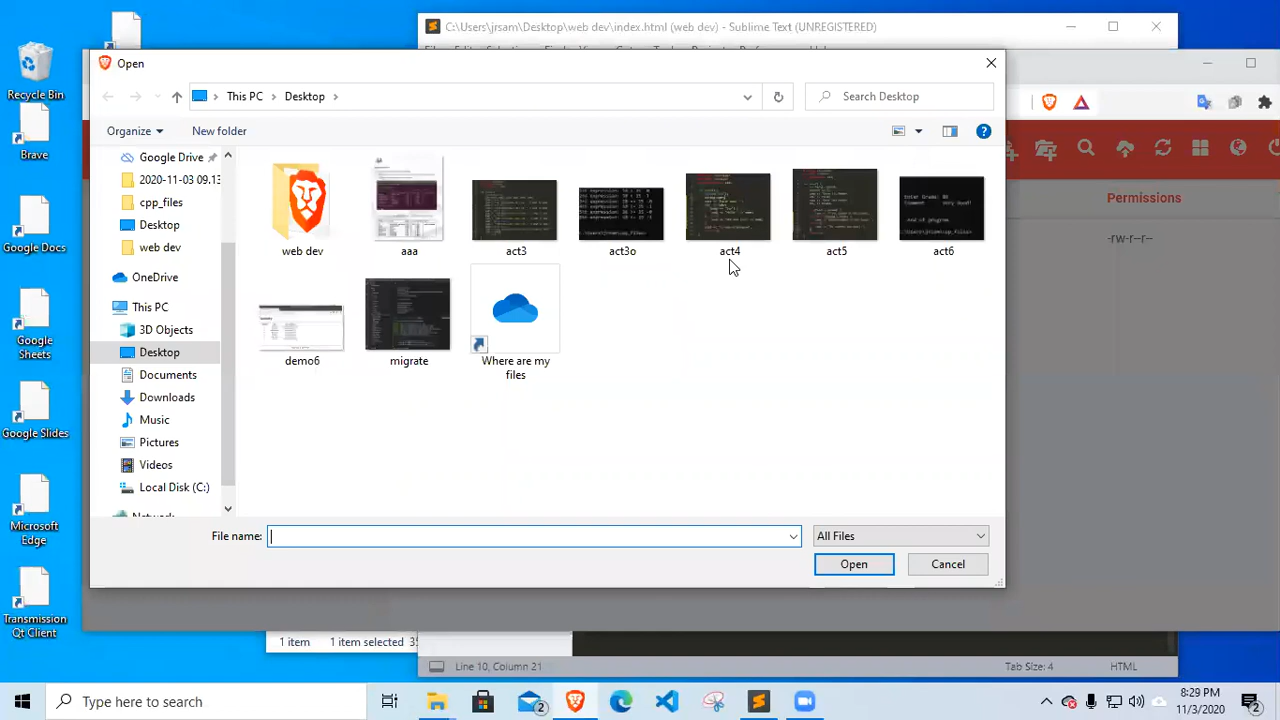 C:\Users\jrsam\Desktop\web dev\index.html (web dev) - Sublime Text (UNREGISTERED)
Open
This PC
Desktop
Search Desktop
Organize
New folder
Recycle Bin
Brave
Google Docs
Google Sheets
Google Slides
Microsoft Edge
Transmission Qt Client
Google Drive
2020-11-03 09.13
cpp_files
Desktop
web dev
OneDrive
This PC
3D Objects
Desktop
Documents
Downloads
Music
Pictures
Videos
Local Disk (C:)
web dev
aaa
act3
act3o
act4
act5
act6
demo6
migrate
Where are my files
Permissions
-rw-r--r--
File name:
All Files
Open
Cancel
1 item
1 item selected
Line 10, Column 21
Tab Size: 4
HTML
Type here to search
2
8:29 PM
11/3/2020
2